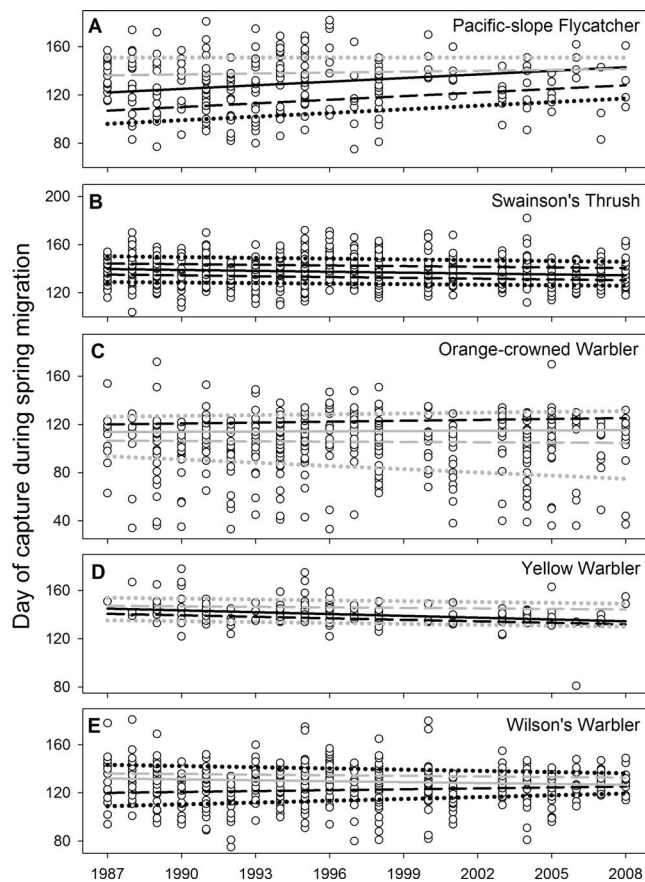 A
Pacific-slope Flycatcher
160
120
80
B
Swainson's Thrush
200
160
120
C
Orange-crowned Warbler
160
120
80
40
D
Yellow Warbler
160
120
80
E
Wilson's Warbler
160
120
80
Day of capture during spring migration
1987 1990 1993 1996 1999 2002 2005 2008